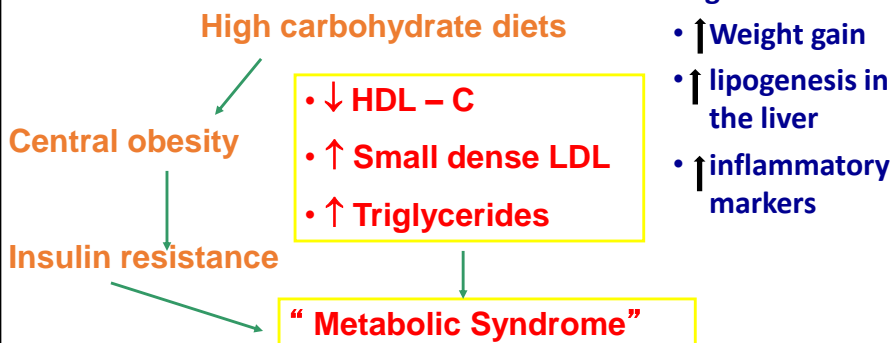 High carbohydrate diets
Central obesity
Insulin resistance
• ↓ HDL – C
• ↑ Small dense LDL
• ↑ Triglycerides
“ Metabolic Syndrome”
• ↑Weight gain
• ↑ lipogenesis in
the liver
• ↑ inflammatory
markers